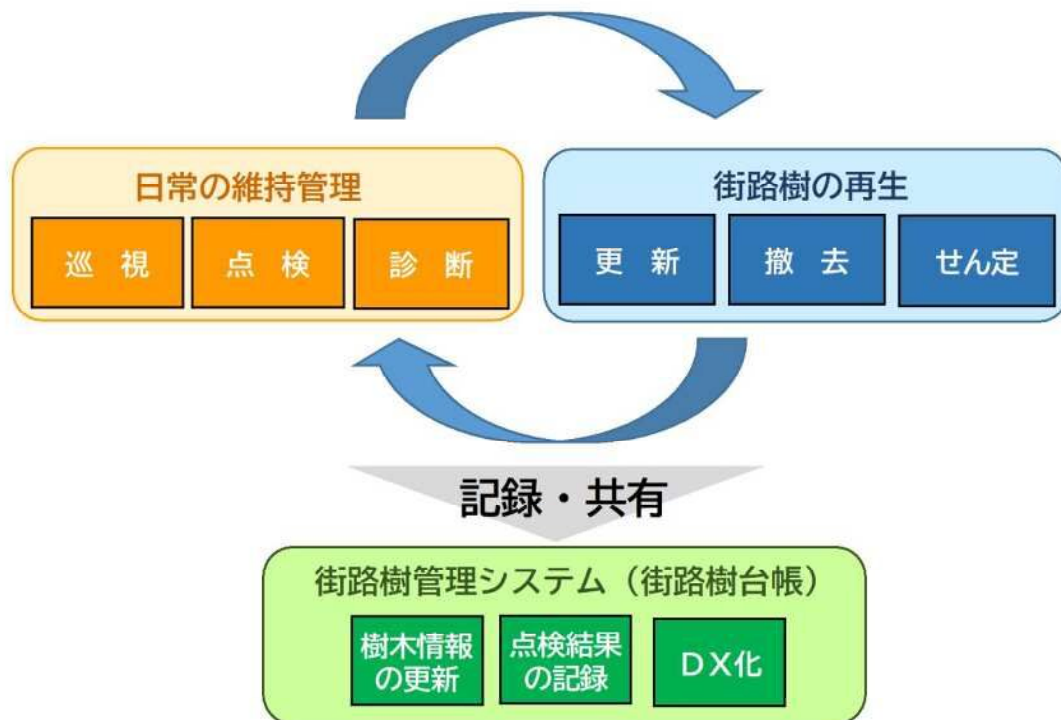 日常の維持管理
巡 視
点 検
診 断
街路樹の再生
更 新
撤 去
せん定
記録・共有
街路樹管理システム(街路樹台帳)
樹木情報
の更新
点検結果
の記録
ＤＸ化